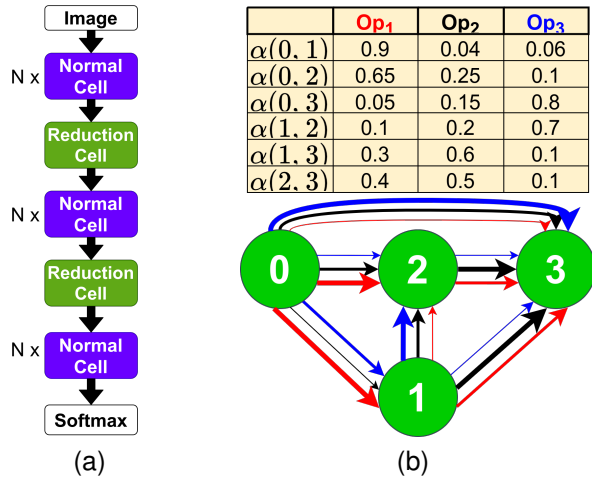 Image
N x
Normal
Cell
Reduction
Cell
N x
Normal
Cell
Reduction
Cell
N x
Normal
Cell
Softmax
(a)
Op₁ Op₂ Op₃
α(0, 1) 0.9 0.04 0.06
α(0, 2) 0.65 0.25 0.1
α(0, 3) 0.05 0.15 0.8
α(1, 2) 0.1 0.2 0.7
α(1, 3) 0.3 0.6 0.1
α(2, 3) 0.4 0.5 0.1
0 2 3
1
(b)